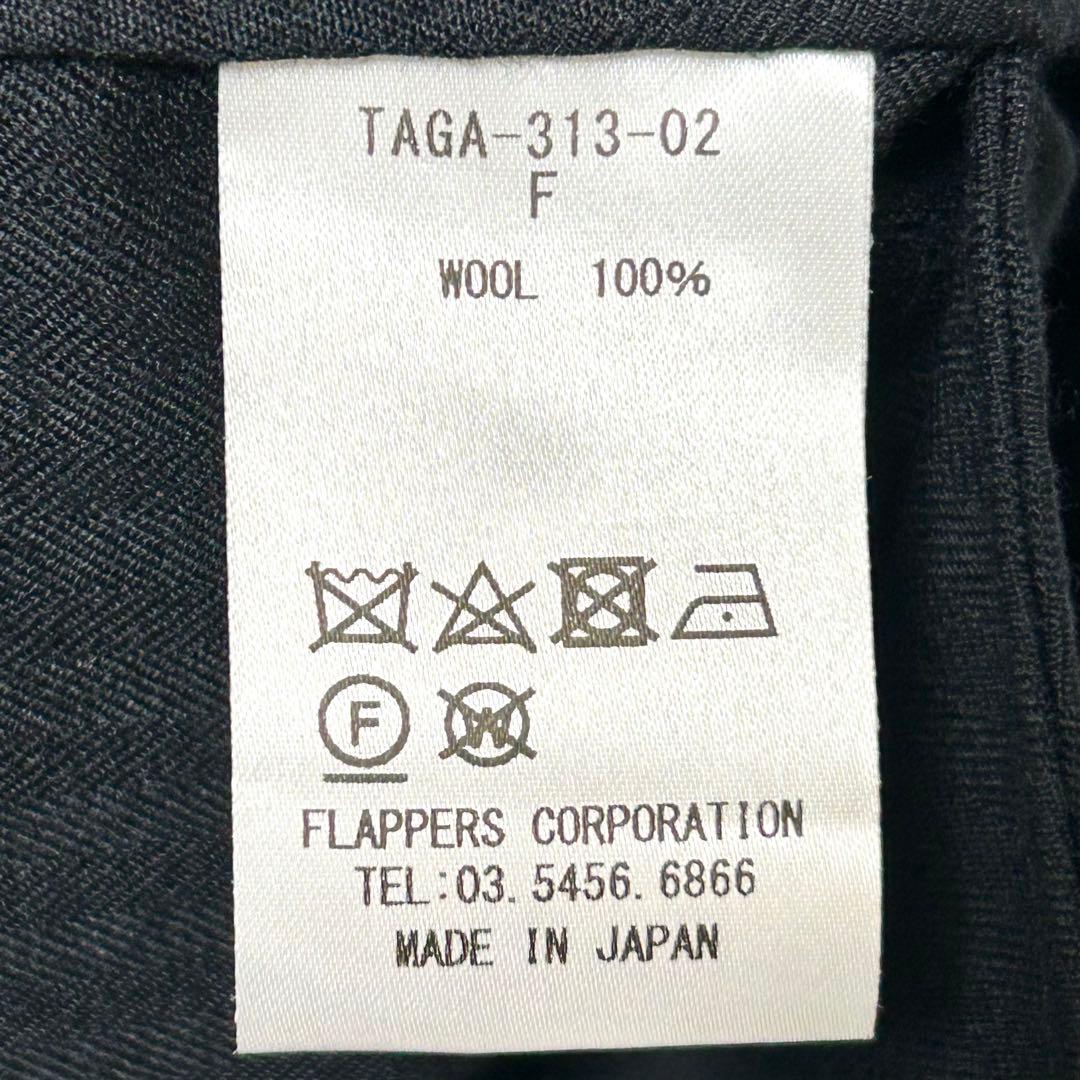 TAGA-313-02
F
WOOL 100%
F W
FLAPPERS CORPORATION
TEL:03.5456.6866
MADE IN JAPAN